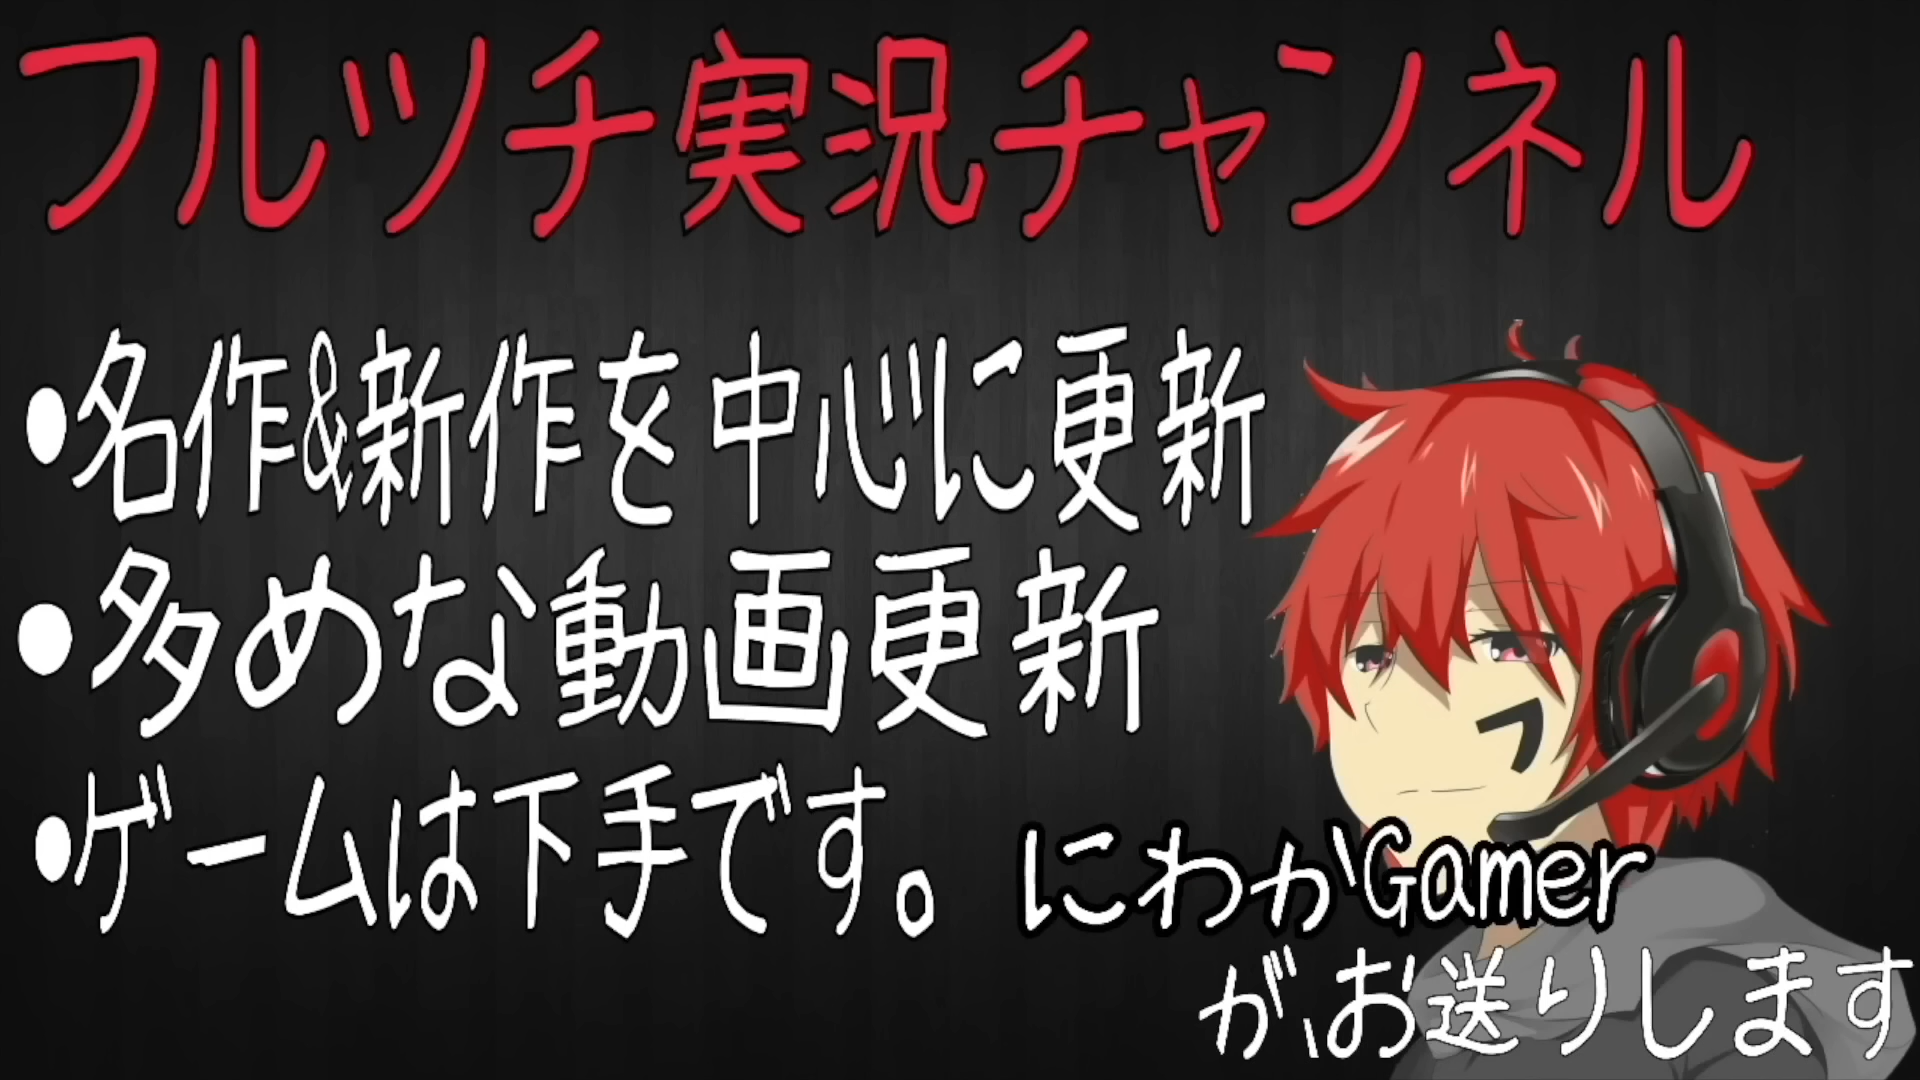 フルツチ実況チャンネル
•名作&新作を中心に更新
•多めな動画更新
•ゲームは下手です。
にわかGamer
がお送りします
フ